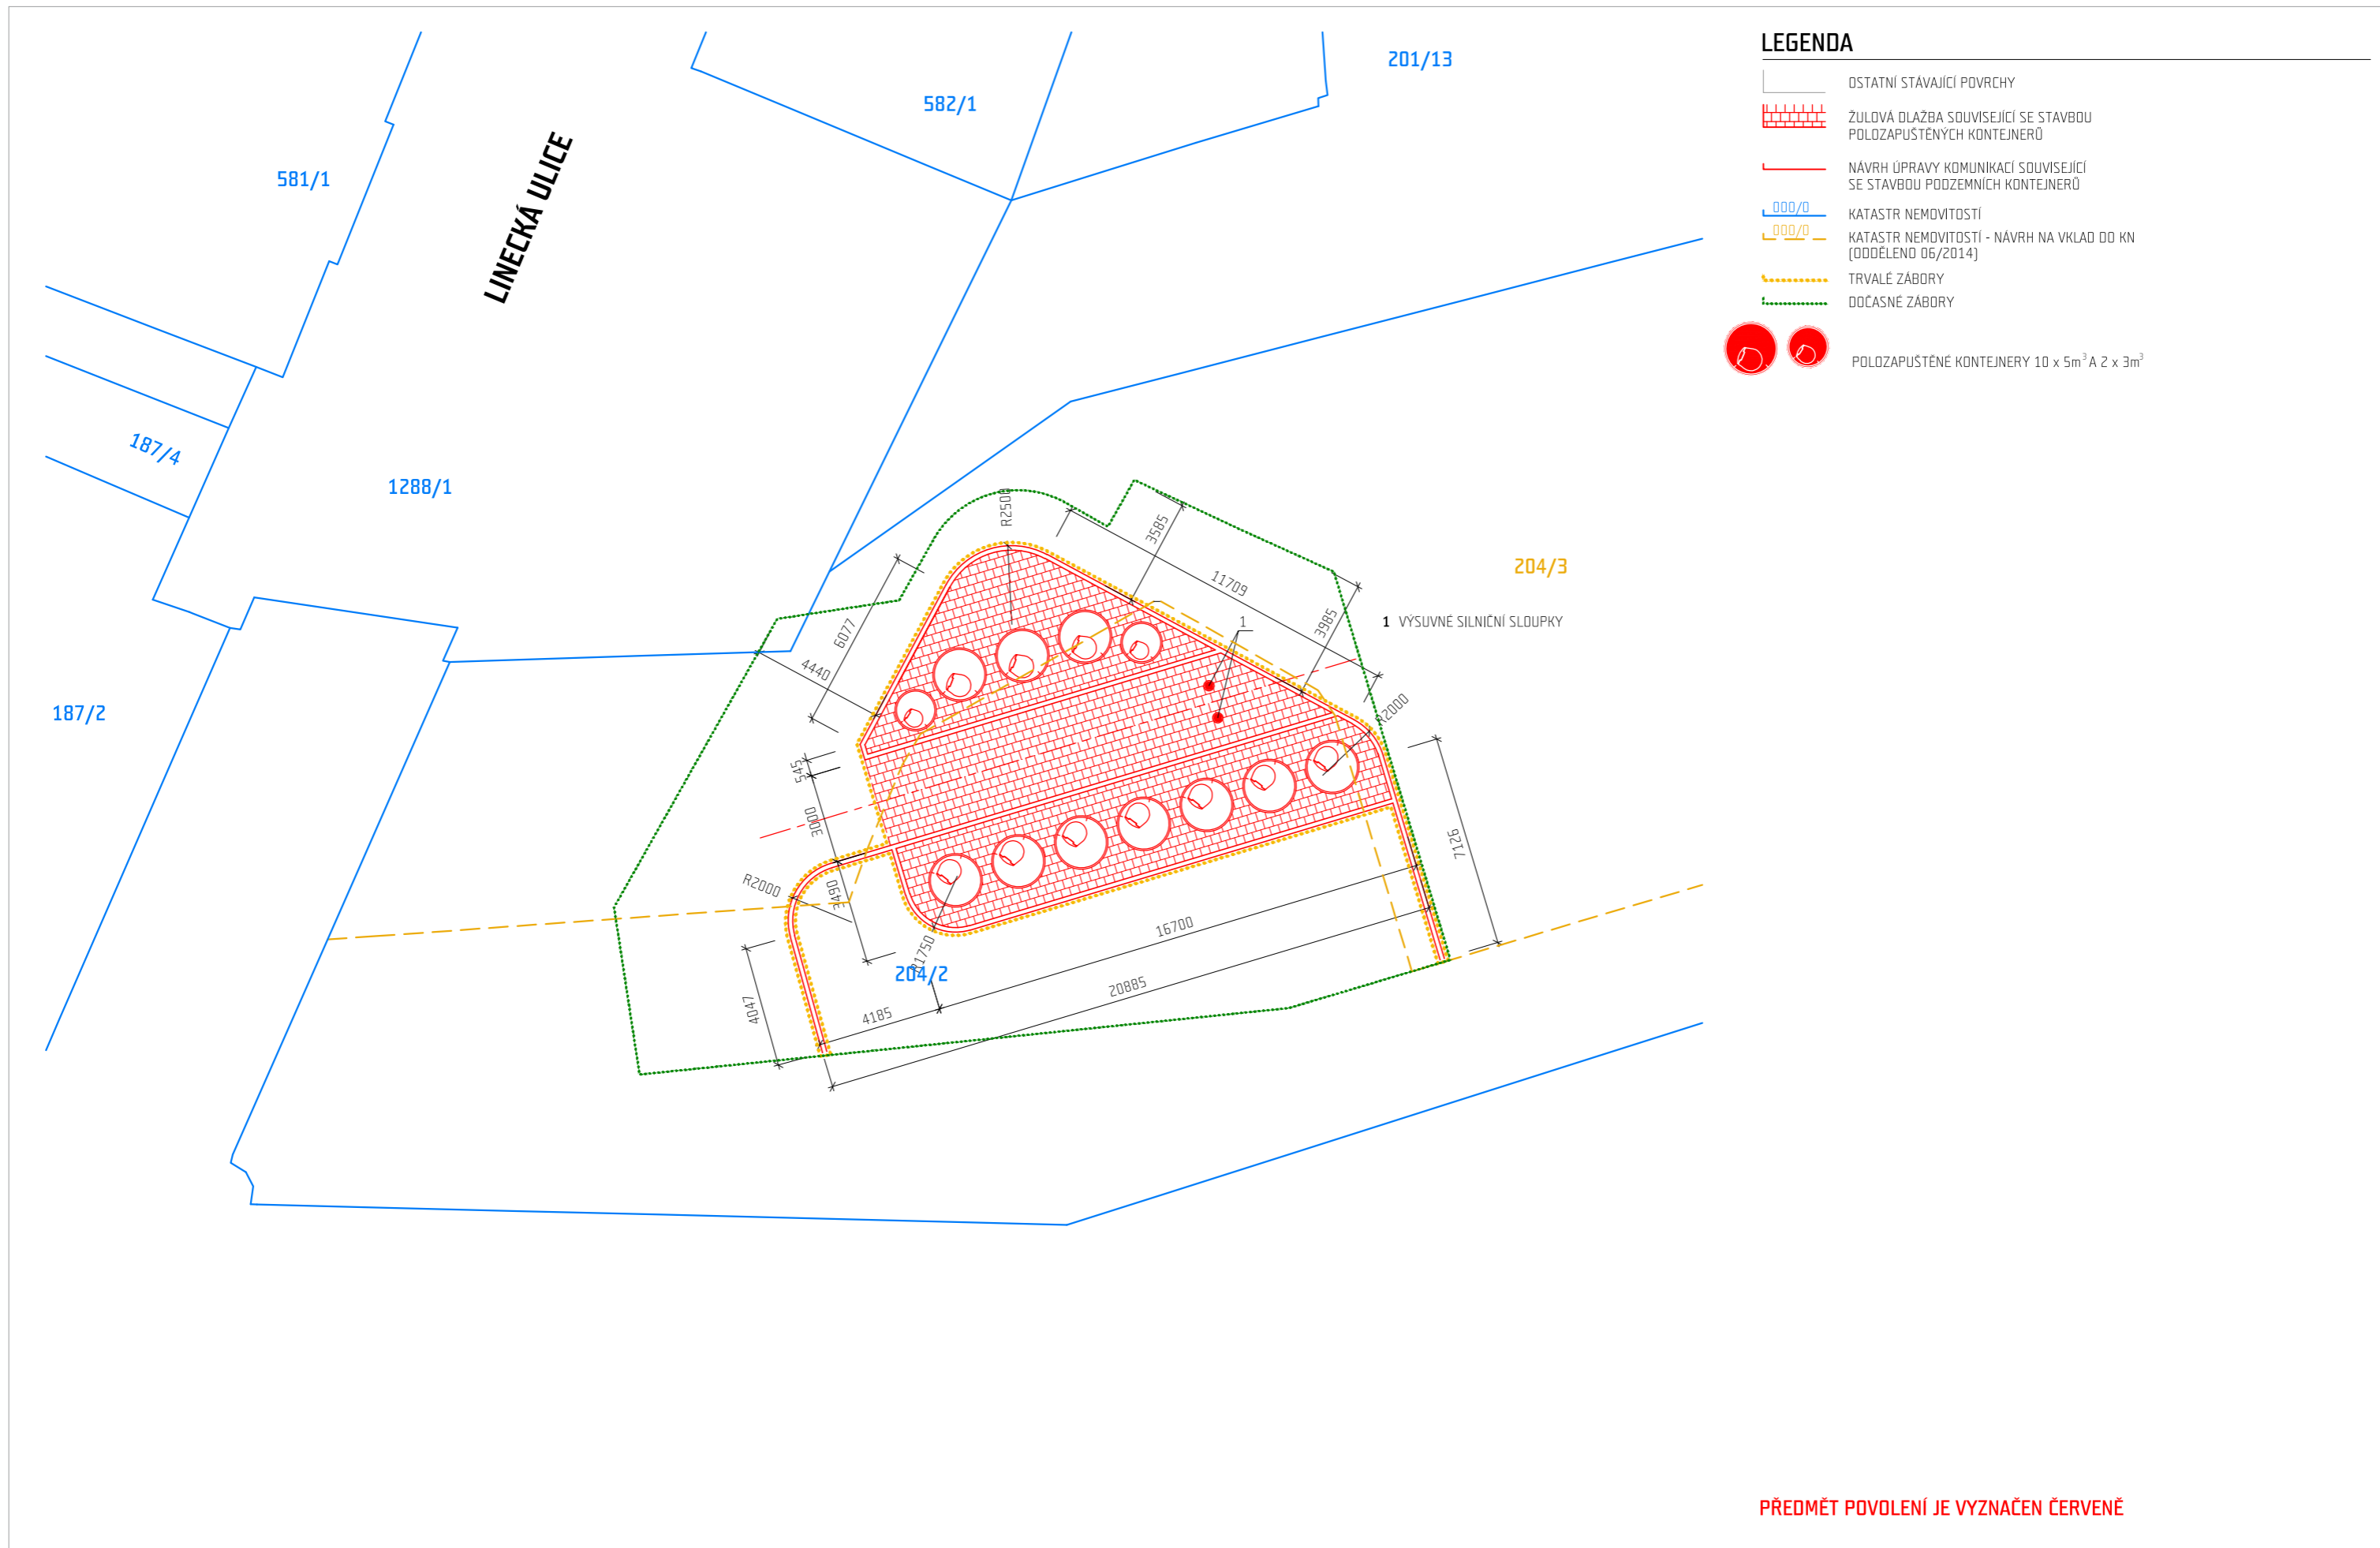 LEGENDA
OSTATNÍ STÁVAJÍCÍ POVRCHY
ŽULOVÁ DLAŽBA SOUVISEJÍCÍ SE STAVBOU
POLOZAPUŠTĚNÝCH KONTEJNERŮ
NÁVRH ÚPRAVY KOMUNIKACÍ SOUVISEJÍCÍ
SE STAVBOU PODZEMNÍCH KONTEJNERŮ
000/0
KATASTR NEMOVITOSTÍ
000/0
KATASTR NEMOVITOSTÍ - NÁVRH NA VKLAD DO KN
(ODDĚLENO 06/2014)
TRVALÉ ZÁBORY
DOČASNÉ ZÁBORY
POLOZAPUŠTĚNÉ KONTEJNERY 10 x 5m³ A 2 x 3m³
201/13
582/1
581/1
LINECKÁ ULICE
187/4
1288/1
187/2
204/3
204/2
1 VÝSUVNÉ SILNIČNÍ SLOUPKY
1
R2500
3585
11709
3985
6077
4440
R2000
545
3000
7126
R2000
3490
R1750
16700
20885
4185
4047
PŘEDMĚT POVOLENÍ JE VYZNAČEN ČERVENĚ